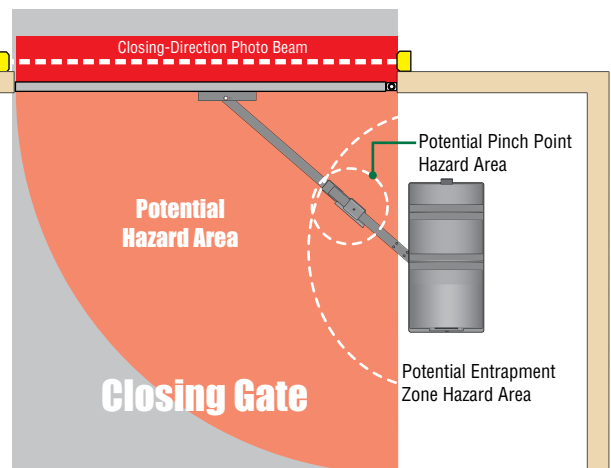 Closing-Direction Photo Beam
Potential Pinch Point
Hazard Area
Potential
Hazard Area
Potential Entrapment
Zone Hazard Area
Closing Gate